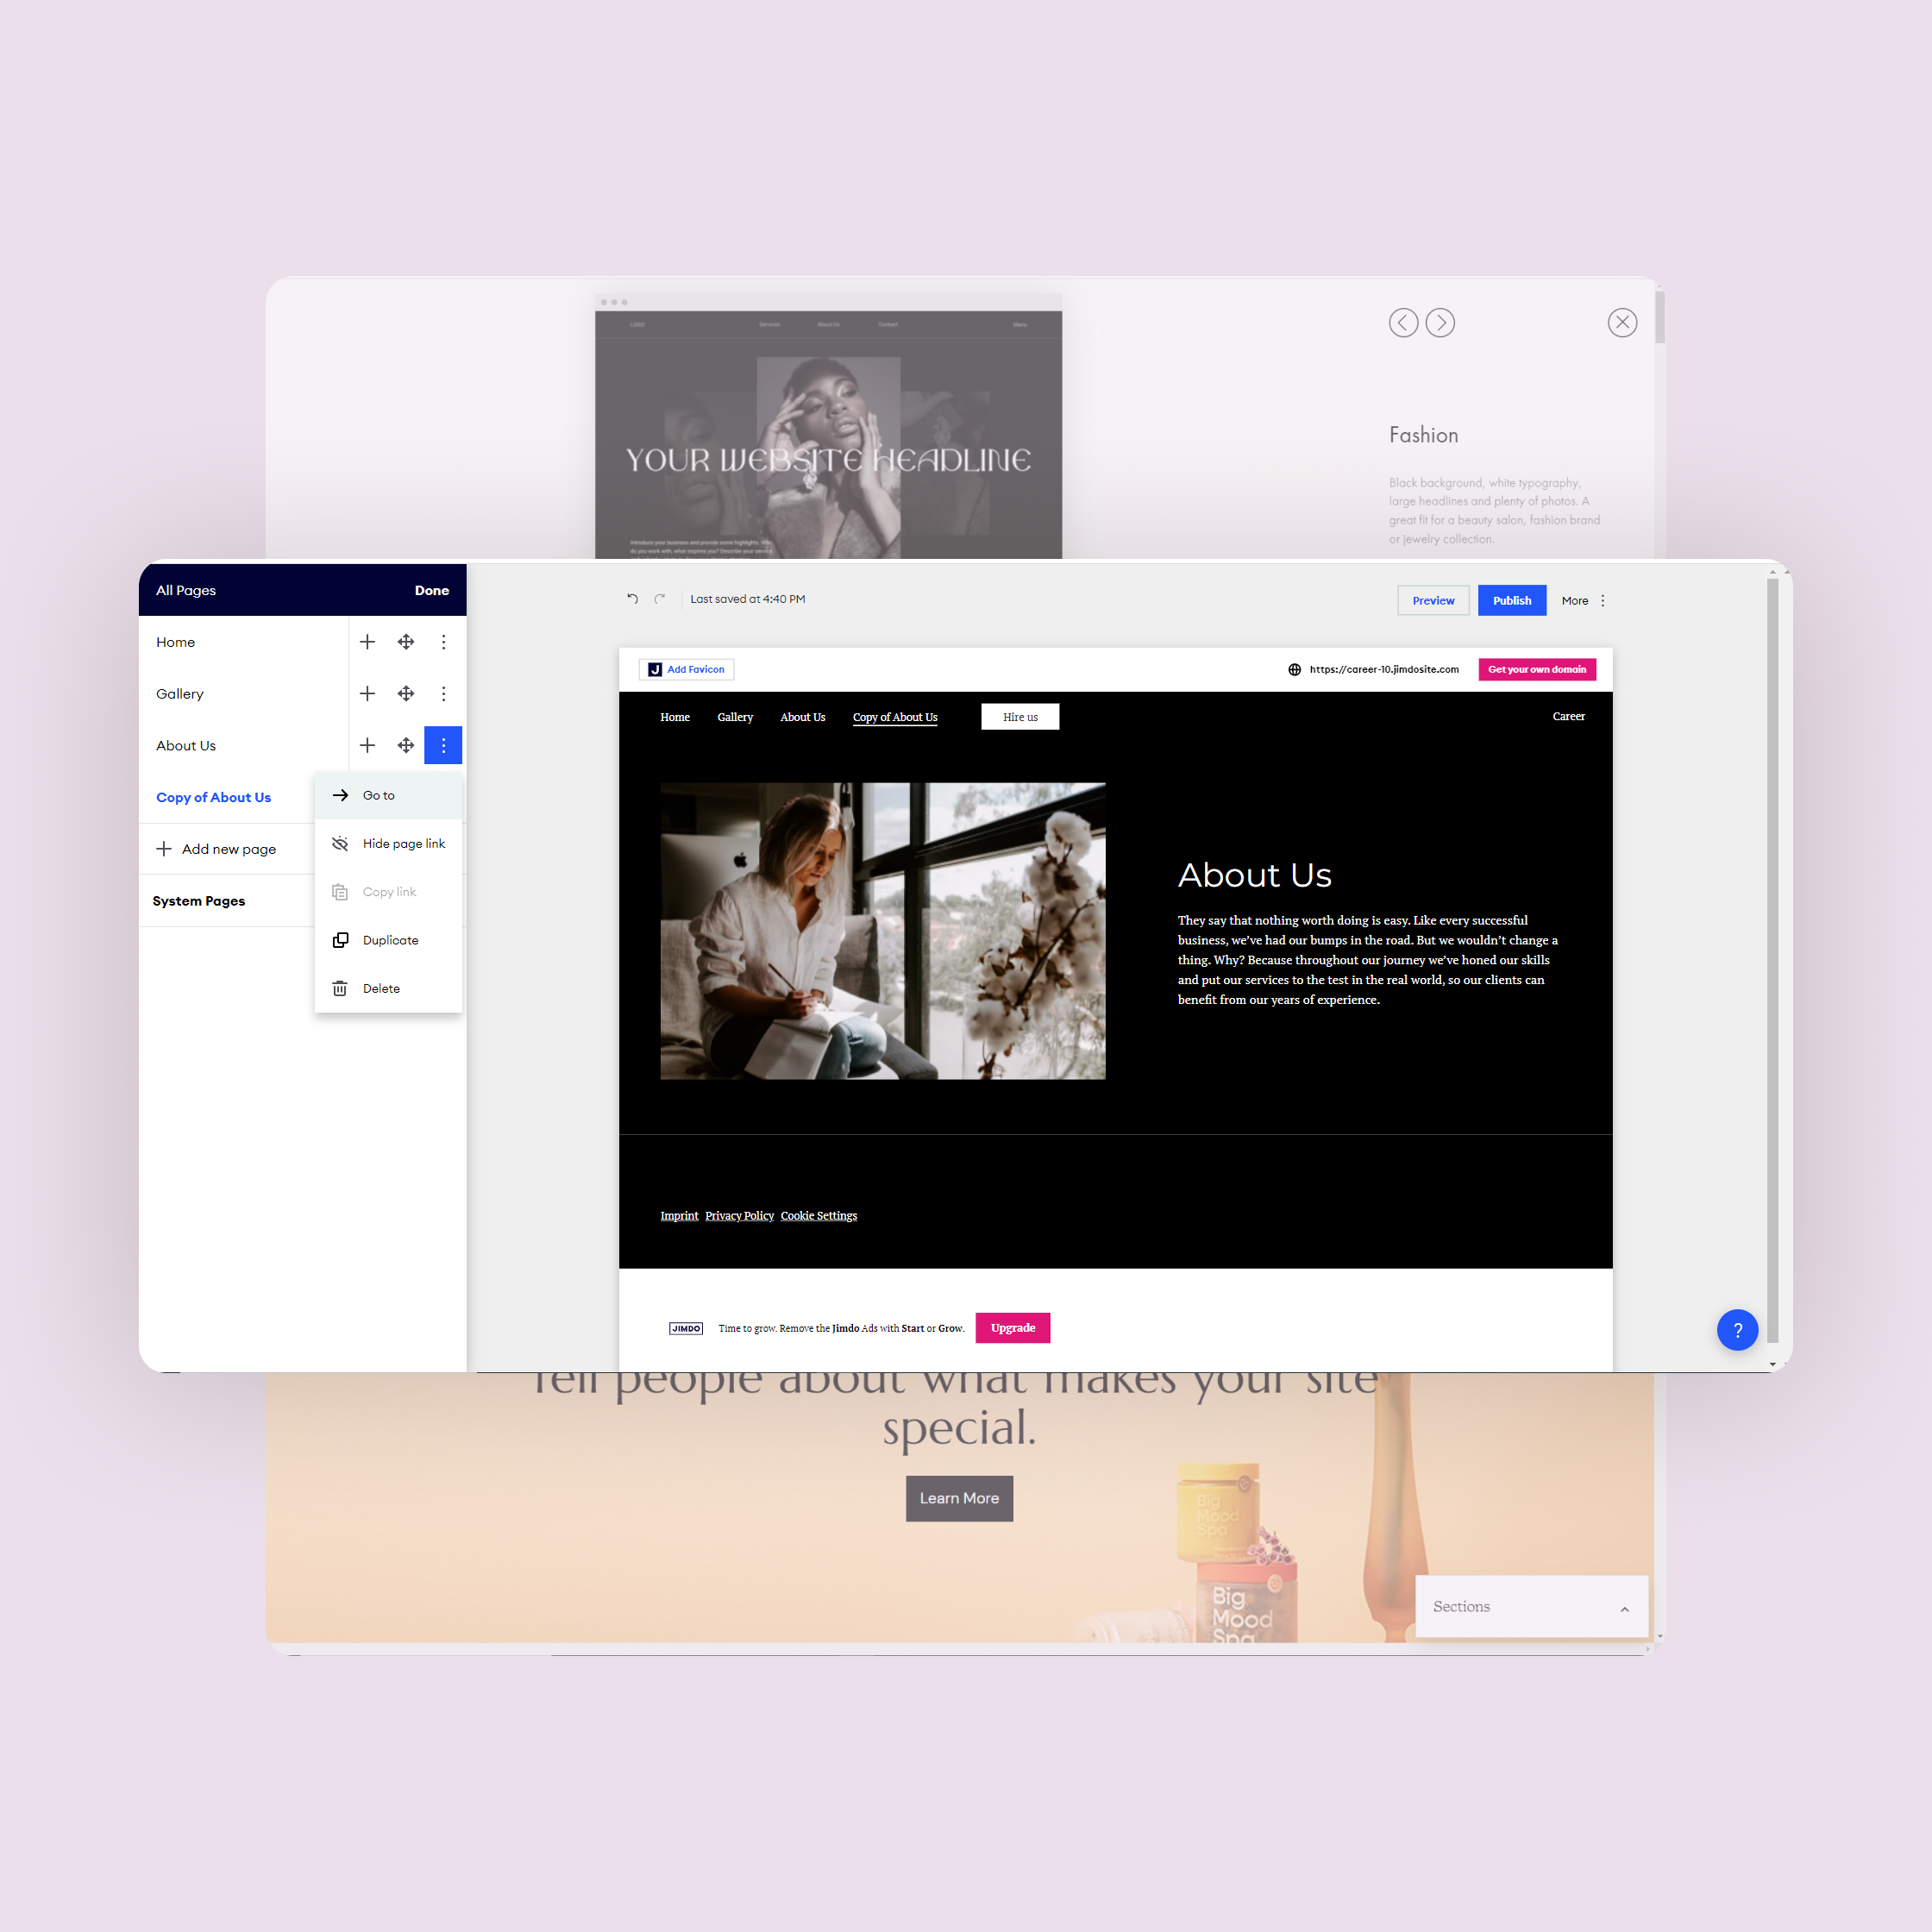 LOGO
Services
About Us
Contact
Menu
YOUR WEBSITE HEADLINE
Introduce your business and provide some highlights. Who
do you work with, what inspires you? Describe your service
Fashion
Black background, white typography,
large headlines and plenty of photos. A
great fit for a beauty salon, fashion brand
or jewelry collection.
All Pages
Done
Home
Gallery
About Us
Copy of About Us
Add new page
System Pages
Go to
Hide page link
Copy link
Duplicate
Delete
Last saved at 4:40 PM
Preview
Publish
More
J Add Favicon
https://career-10.jimdosite.com
Get your own domain
Home
Gallery
About Us
Copy of About Us
Hire us
Career
About Us
They say that nothing worth doing is easy. Like every successful
business, we’ve had our bumps in the road. But we wouldn’t change a
thing. Why? Because throughout our journey we’ve honed our skills
and put our services to the test in the real world, so our clients can
benefit from our years of experience.
Imprint Privacy Policy Cookie Settings
JIMDO
Time to grow. Remove the Jimdo Ads with Start or Grow.
Upgrade
?
Tell people about what makes your site
special.
Learn More
Big
Mood
Spa
Big
Mood
Spa
Sections